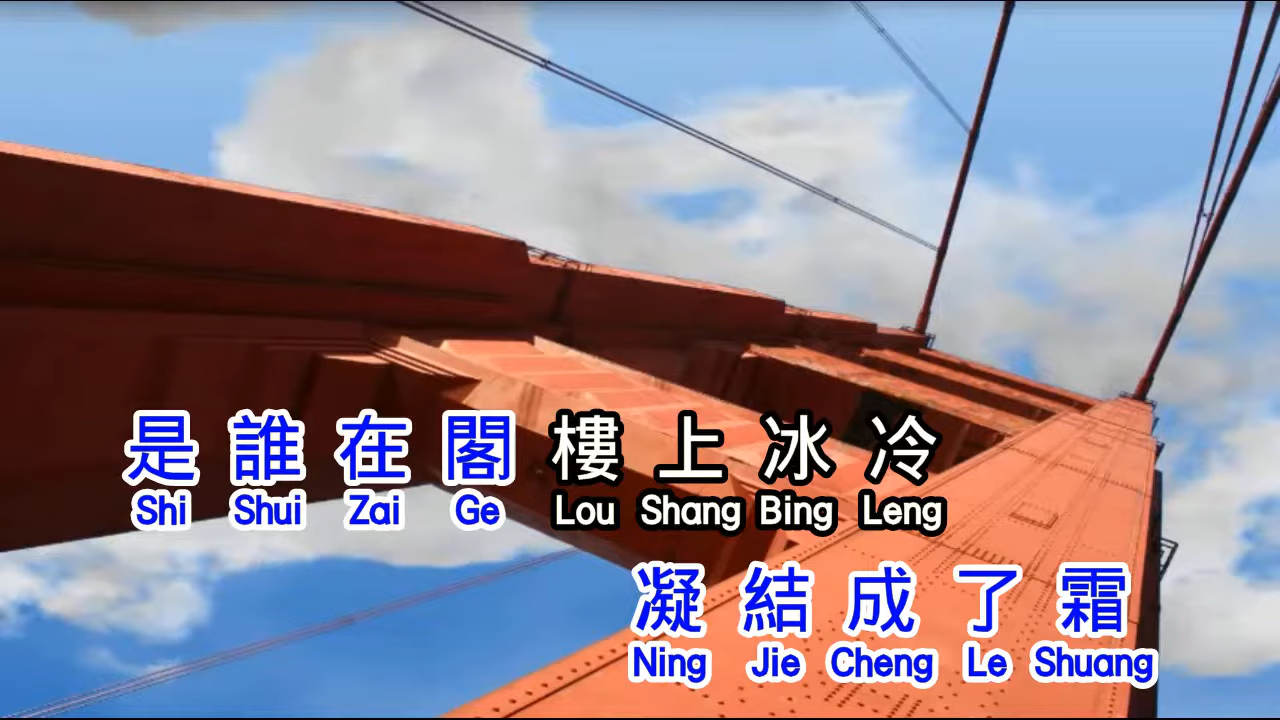 是 誰 在 閣 樓 上 冰 冷
Shi Shui Zai Ge Lou Shang Bing Leng
凝 結 成 了 霜
Ning Jie Cheng Le Shuang